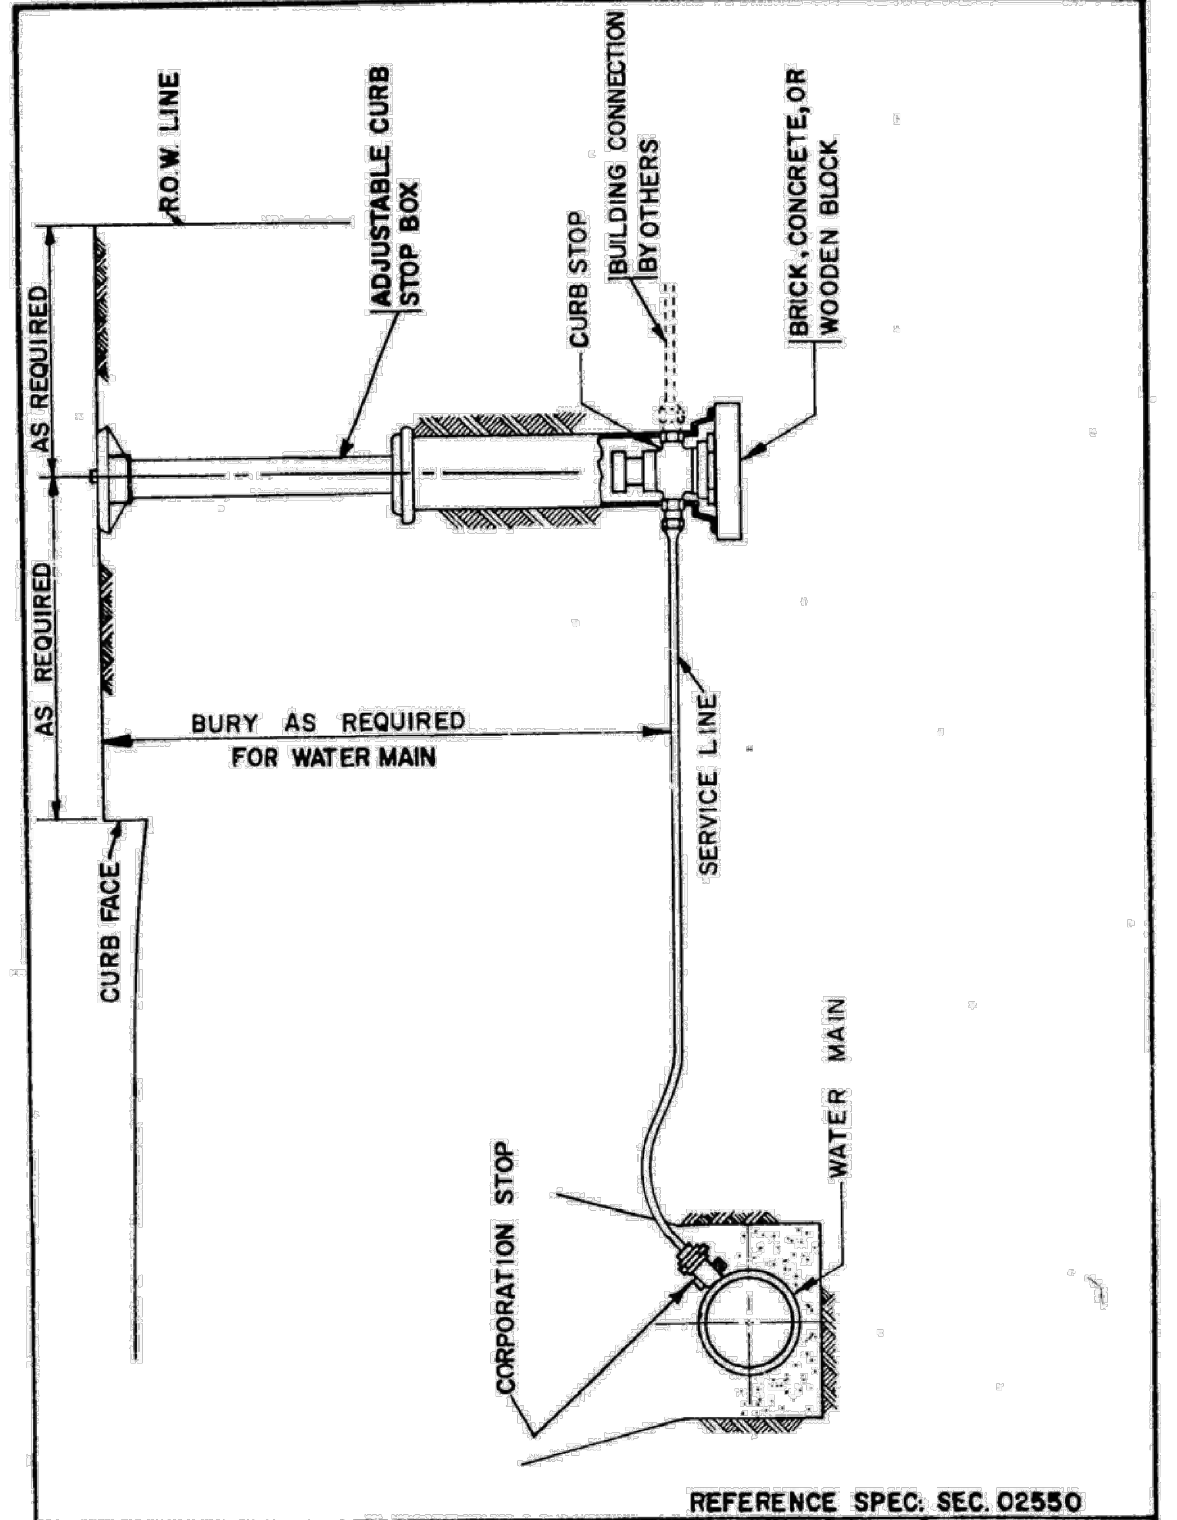 AS REQUIRED
AS REQUIRED
R.O.W. LINE
ADJUSTABLE CURB
STOP BOX
CURB STOP
BUILDING CONNECTION
BY OTHERS
BRICK, CONCRETE, OR
WOODEN BLOCK
BURY AS REQUIRED
FOR WATER MAIN
CURB FACE
SERVICE LINE
CORPORATION STOP
WATER MAIN
REFERENCE SPEC: SEC. 02550